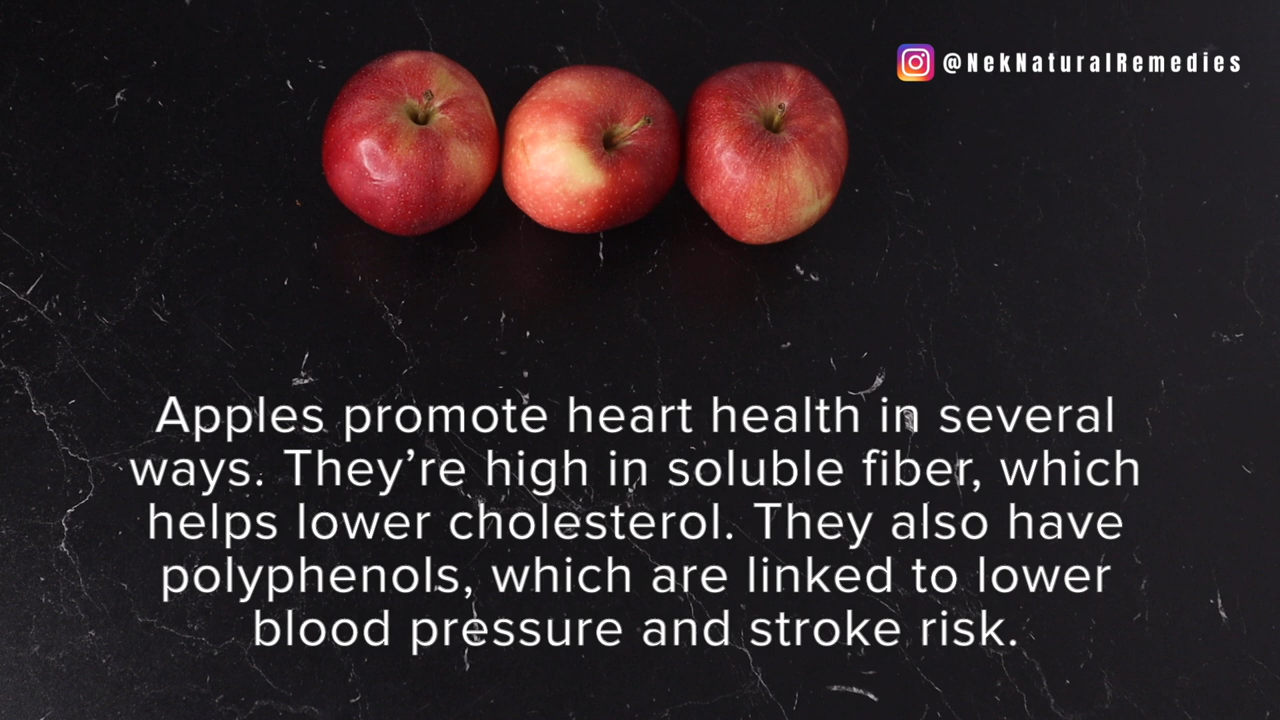 @NekNaturalRemedies
Apples promote heart health in several
ways. They’re high in soluble fiber, which
helps lower cholesterol. They also have
polyphenols, which are linked to lower
blood pressure and stroke risk.